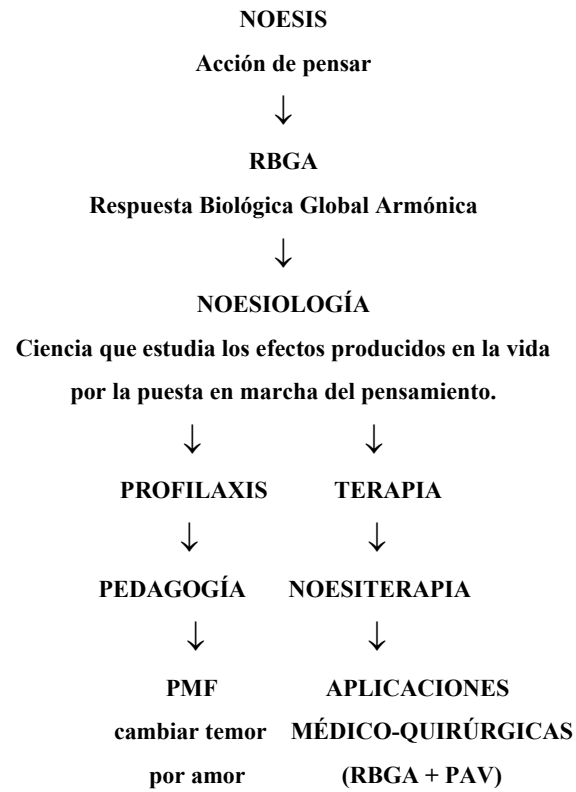 NOESIS
Acción de pensar
↓
RBGA
Respuesta Biológica Global Armónica
↓
NOESIOLOGÍA
Ciencia que estudia los efectos producidos en la vida
por la puesta en marcha del pensamiento.
↓ ↓
PROFILAXIS TERAPIA
↓ ↓
PEDAGOGÍA NOESITERAPIA
↓ ↓
PMF APLICACIONES
cambiar temor MÉDICO-QUIRÚRGICAS
por amor (RBGA + PAV)